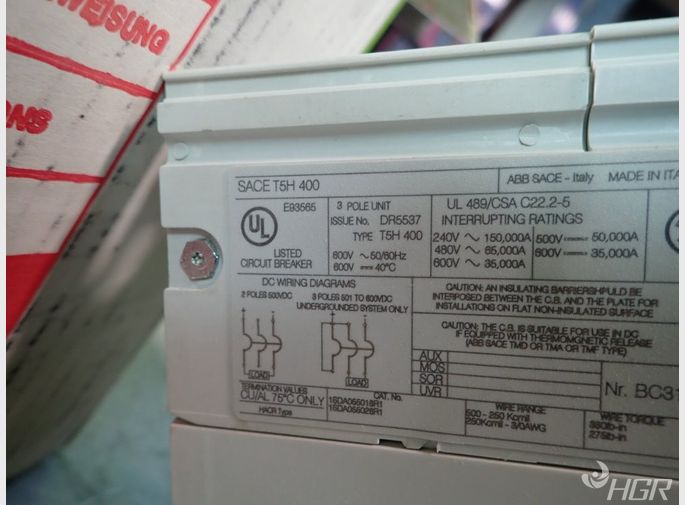 WEISUNG
ONS
SACE T5H 400
ABB SACE - Italy MADE IN ITA
UL
E93565
LISTED
CIRCUIT BREAKER
3 POLE UNIT
ISSUE No. DR5537
TYPE T5H 400
600V ~ 50/60Hz
600V 40°C
UL 489/CSA C22.2-5
INTERRUPTING RATINGS
240V ~ 150,000A
480V ~ 65,000A
600V ~ 35,000A
500V 50,000A
600V 35,000A
DC WIRING DIAGRAMS
2 POLES 500VDC
3 POLES 501 TO 600VDC
UNDERGROUNDED SYSTEM ONLY
LOAD
LOAD
CAUTION: AN INSULATING BARRIERSHPULD BE
INTERPOSED BETWEEN THE C.B. AND THE PLATE FOR
INSTALLATIONS ON FLAT NON-INSULATED SURFACE
CAUTION: THE C.B. IS SUITABLE FOR USE IN DC
IF EQUIPPED WITH THERMOMAGNETIC RELEASE
(ABB SACE TMD OR TMA OR TMF TYPE)
AUX
MOS
SOR
UVR
Nr. BC31
TERMINATION VALUES
CU/AL 75°C ONLY
HACR Type
CAT. No.
WIRE RANGE
500 - 250 Kcmil
250Kcmil - 3/0AWG
WIRE TORQUE
275lb-in
HGR